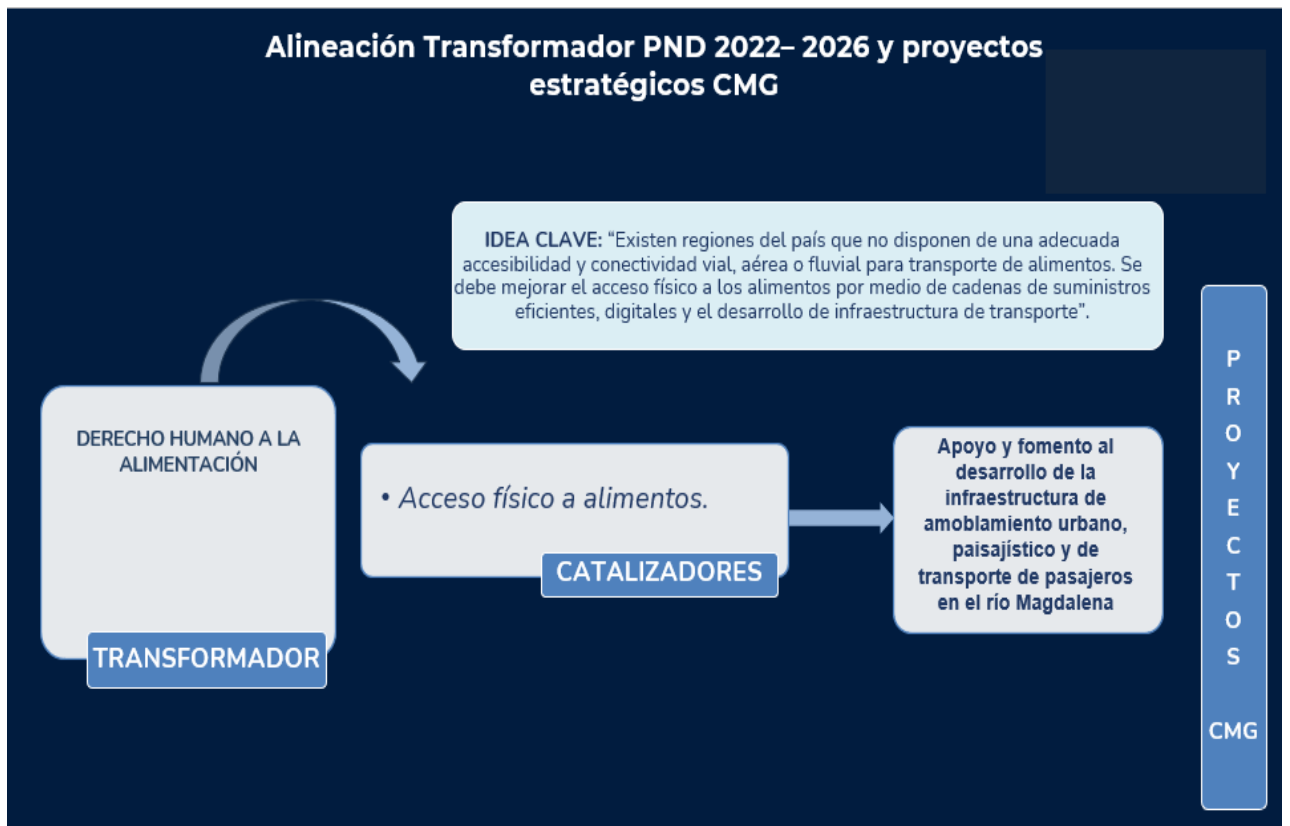 Alineación Transformador PND 2022– 2026 y proyectos
estratégicos CMG
IDEA CLAVE: “Existen regiones del país que no disponen de una adecuada
accesibilidad y conectividad vial, aérea o fluvial para transporte de alimentos. Se
debe mejorar el acceso físico a los alimentos por medio de cadenas de suministros
eficientes, digitales y el desarrollo de infraestructura de transporte”.
DERECHO HUMANO A LA
ALIMENTACIÓN
TRANSFORMADOR
• Acceso físico a alimentos.
CATALIZADORES
Apoyo y fomento al
desarrollo de la
infraestructura de
amoblamiento urbano,
paisajístico y de
transporte de pasajeros
en el río Magdalena
P
R
O
Y
E
C
T
O
S
CMG